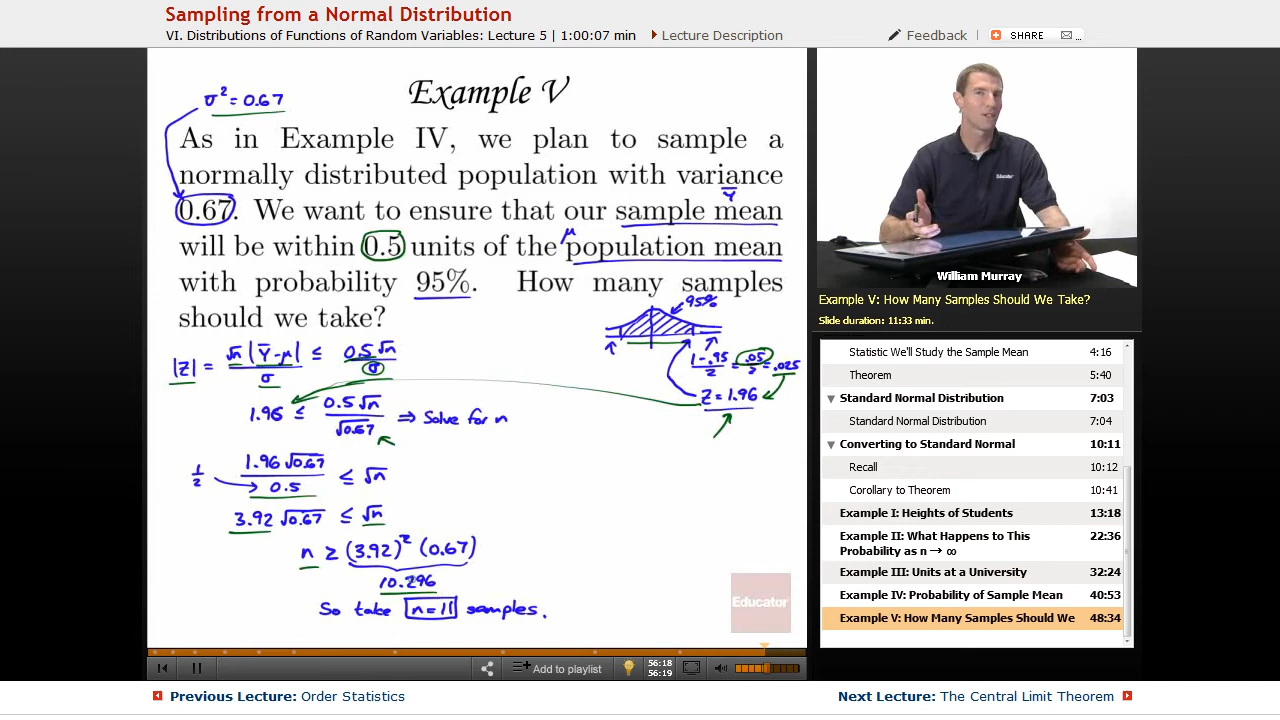 Sampling from a Normal Distribution
VI. Distributions of Functions of Random Variables: Lecture 5 | 1:00:07 min
Lecture Description
Feedback
SHARE
σ² = 0.67
Example V
As in Example IV, we plan to sample a
normally distributed population with variance
Ȳ
0.67. We want to ensure that our sample mean
μ
will be within 0.5 units of the population mean
with probability 95%. How many samples
should we take?
95%
|Z| = √n |Ȳ-μ| / σ ≤ 0.5 √n / σ
1-.95 / 2 = .05 / 2 = .025
Z = 1.96
1.96 ≤ 0.5 √n / √0.67 ⇒ Solve for n
1/2 1.96 √0.67 / 0.5 ≤ √n
3.92 √0.67 ≤ √n
n ≥ (3.92)² (0.67)
10.296
So take n=11 samples.
Educator
Educator
William Murray
Example V: How Many Samples Should We Take?
Slide duration: 11:33 min.
Statistic We'll Study the Sample Mean 4:16
Theorem 5:40
Standard Normal Distribution 7:03
Standard Normal Distribution 7:04
Converting to Standard Normal 10:11
Recall 10:12
Corollary to Theorem 10:41
Example I: Heights of Students 13:18
Example II: What Happens to This 22:36
Probability as n → ∞
Example III: Units at a University 32:24
Example IV: Probability of Sample Mean 40:53
Example V: How Many Samples Should We 48:34
Add to playlist
56:18
56:19
Previous Lecture: Order Statistics
Next Lecture: The Central Limit Theorem